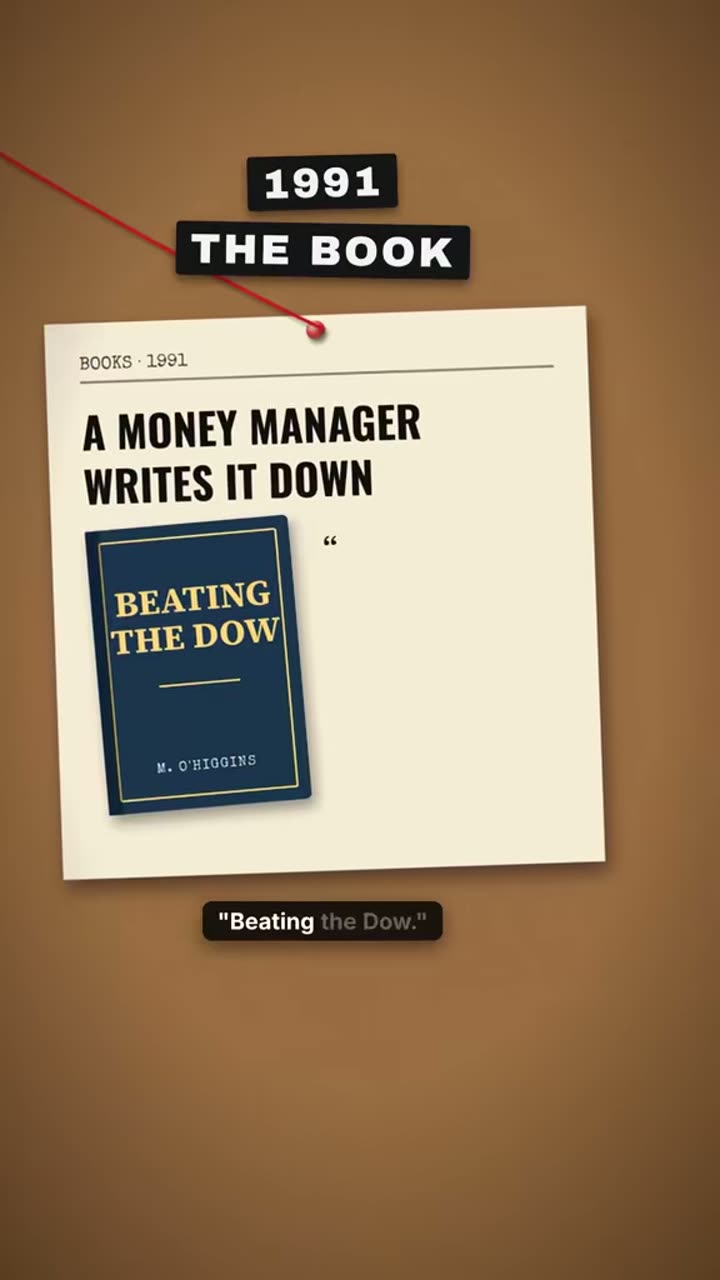 1991
THE BOOK
BOOKS · 1991
A MONEY MANAGER
WRITES IT DOWN
“
BEATING
THE DOW
M. O'HIGGINS
"Beating the Dow."